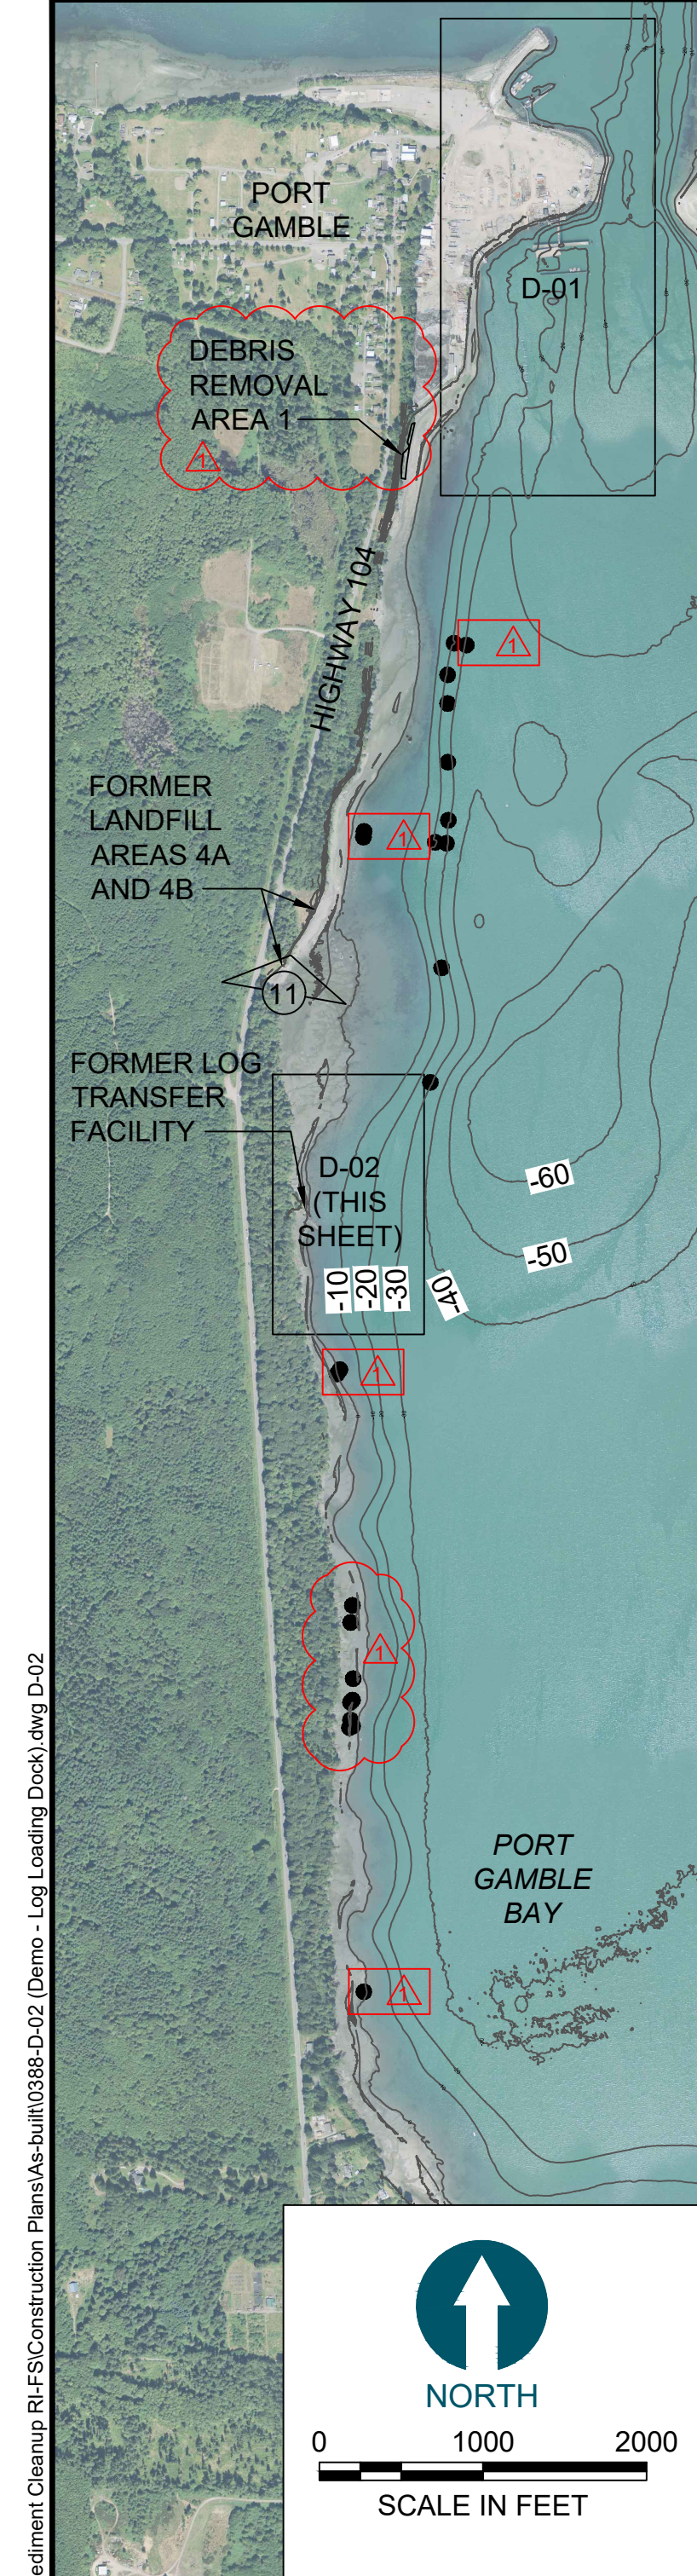 PORT
GAMBLE
D-01
DEBRIS
REMOVAL
AREA 1
1
HIGHWAY 104
1
FORMER
LANDFILL
AREAS 4A
AND 4B
1
11
FORMER LOG
TRANSFER
FACILITY
D-02
(THIS
SHEET)
-60
-50
-10
-20
-30
-40
1
1
PORT
GAMBLE
BAY
1
ediment Cleanup RI-FS\Construction Plans\As-built\0388-D-02 (Demo - Log Loading Dock).dwg D-02
NORTH
0 1000 2000
SCALE IN FEET